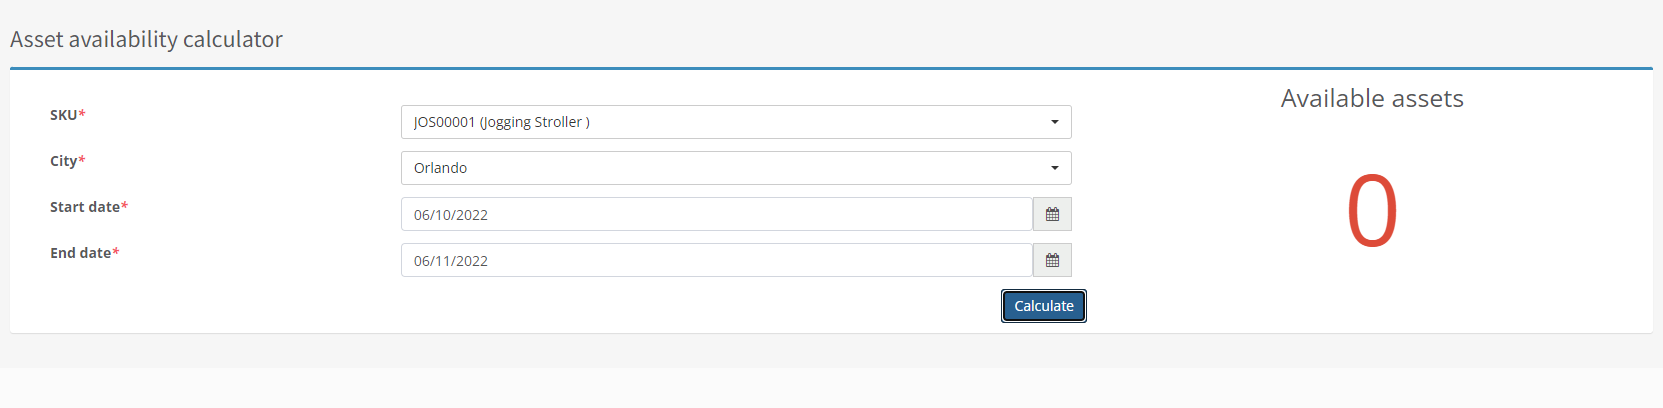 Asset availability calculator
SKU*
JOS00001 (Jogging Stroller )
City*
Orlando
Start date*
06/10/2022
End date*
06/11/2022
Calculate
Available assets
0